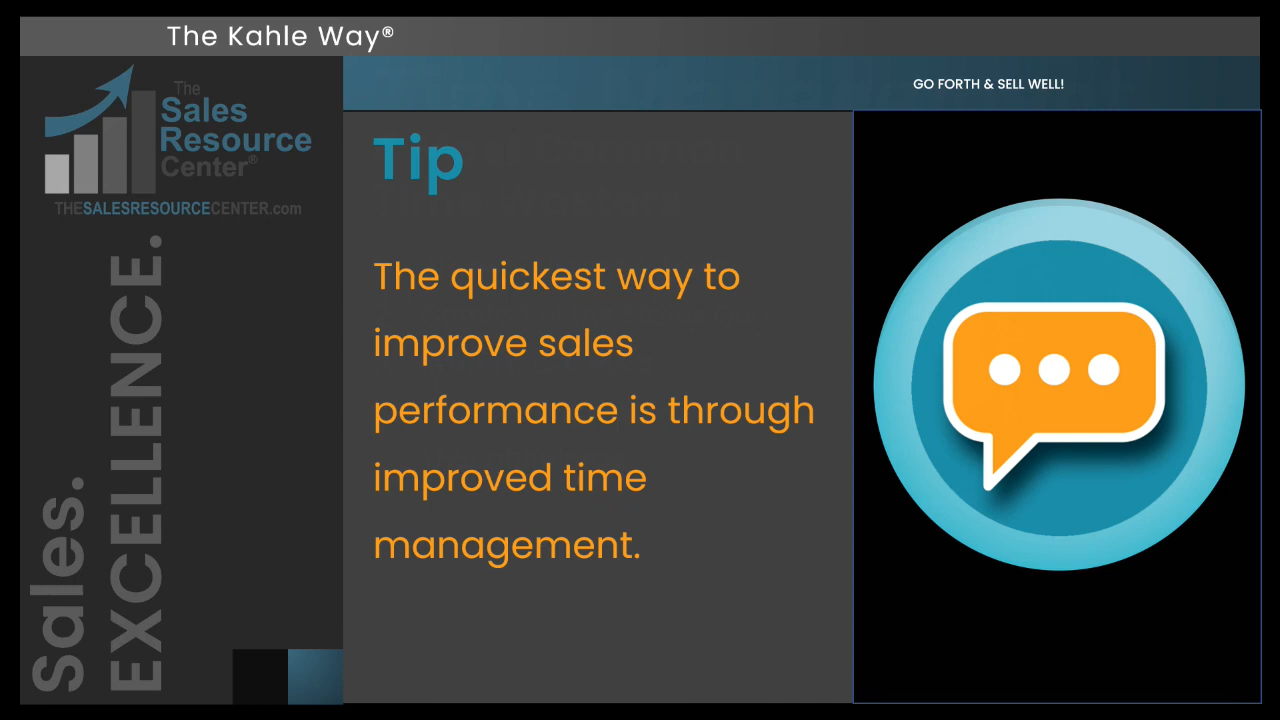 The Kahle Way®
GO FORTH & SELL WELL!
The
Sales
Resource
Center®
THESALESRESOURCECENTER.com
Sales.
EXCELLENCE.
Tip
The quickest way to
improve sales
performance is through
improved time
management.